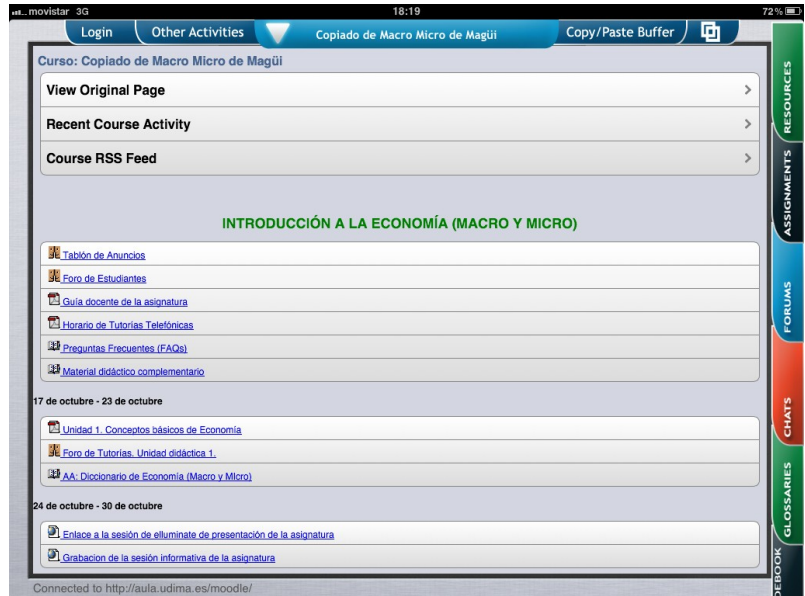 movistar 3G 18:19 72%
Login Other Activities Copiado de Macro Micro de Magüi Copy/Paste Buffer
Curso: Copiado de Macro Micro de Magüi
View Original Page
Recent Course Activity
Course RSS Feed
INTRODUCCIÓN A LA ECONOMÍA (MACRO Y MICRO)
Tablón de Anuncios
Foro de Estudiantes
Guía docente de la asignatura
Horario de Tutorías Telefónicas
Preguntas Frecuentes (FAQs)
Material didáctico complementario
17 de octubre - 23 de octubre
Unidad 1. Conceptos básicos de Economía
Foro de Tutorías. Unidad didáctica 1.
AA: Diccionario de Economía (Macro y MIcro)
24 de octubre - 30 de octubre
Enlace a la sesión de elluminate de presentación de la asignatura
Grabacion de la sesión informativa de la asignatura
Connected to http://aula.udima.es/moodle/
RESOURCES
ASSIGNMENTS
FORUMS
CHATS
GLOSSARIES
DEBOOK